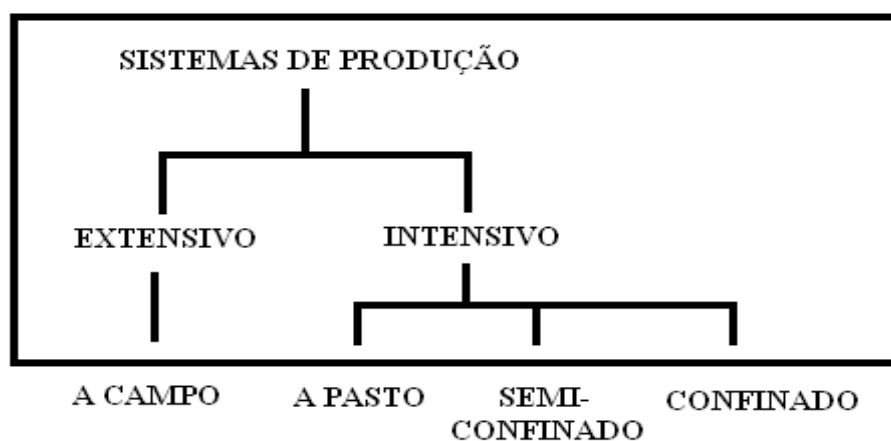 SISTEMAS DE PRODUÇÃO
EXTENSIVO
INTENSIVO
A CAMPO
A PASTO
SEMI-
CONFINADO
CONFINADO